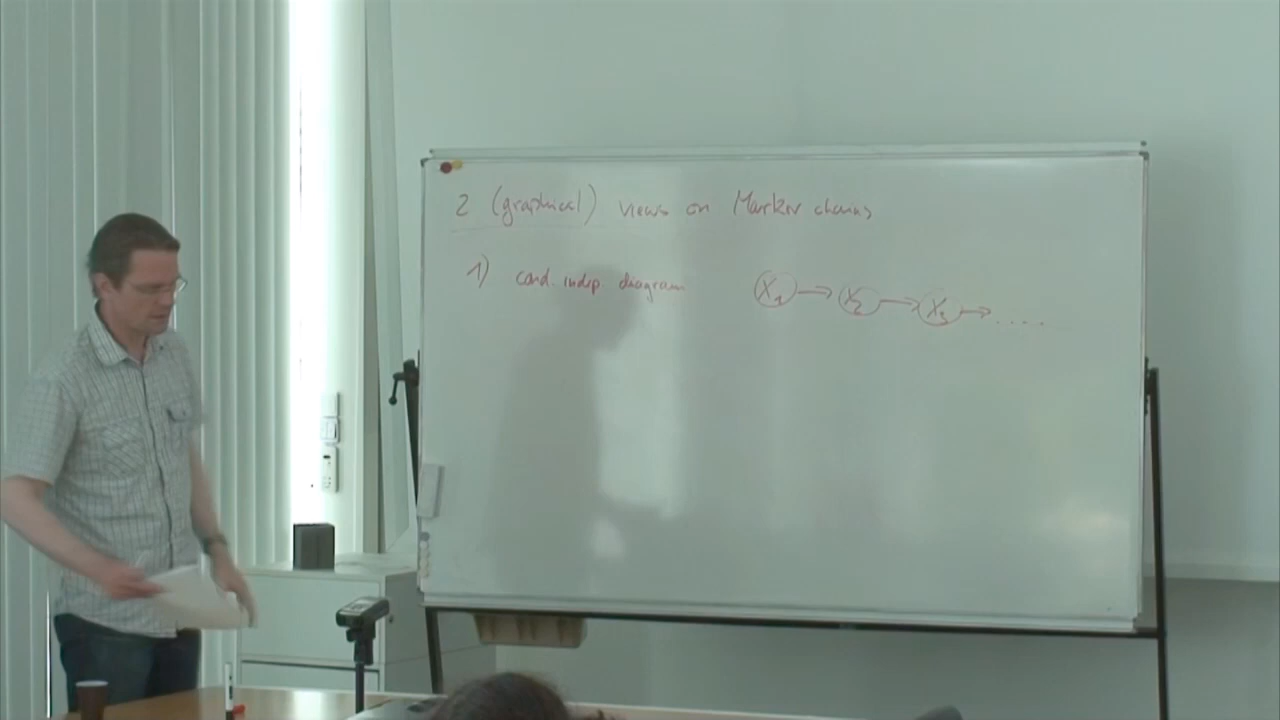 2 (graphical) views on Markov chains
1) cond. indep. diagram X1 → X2 → X3 → ....